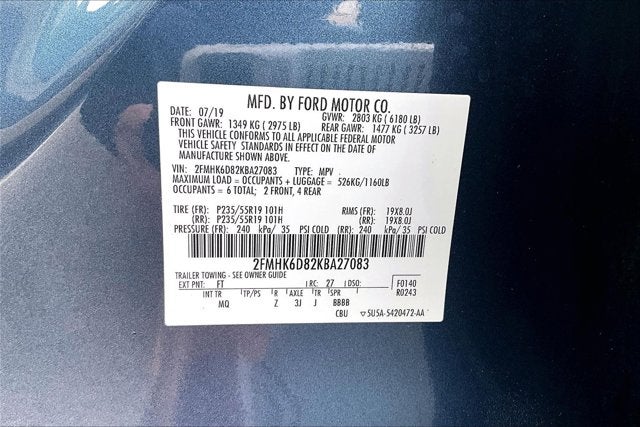 MFD. BY FORD MOTOR CO.
DATE: 07/19 GVWR: 2803 KG ( 6180 LB)
FRONT GAWR: 1349 KG ( 2975 LB) REAR GAWR: 1477 KG ( 3257 LB)
THIS VEHICLE CONFORMS TO ALL APPLICABLE FEDERAL MOTOR
VEHICLE SAFETY STANDARDS IN EFFECT ON THE DATE OF
MANUFACTURE SHOWN ABOVE.
VIN: 2FMHK6D82KBA27083 TYPE: MPV
MAXIMUM LOAD = OCCUPANTS + LUGGAGE = 526KG/1160LB
OCCUPANTS = 6 TOTAL; 2 FRONT, 4 REAR
TIRE (FR): P235/55R19 101H RIMS (FR): 19X8.0J
(RR): P235/55R19 101H (RR): 19X8.0J
PRESSURE (FR): 240 kPa/ 35 PSI COLD (RR): 240 kPa/ 35 PSI COLD
2FMHK6D82KBA27083
TRAILER TOWING - SEE OWNER GUIDE
EXT PNT: FT RC: 27 DSO: F0140
R0243
INT TR TP/PS R AXLE TR SPR
MQ Z 3J J BBBB
CBU ▽5U5A-S420472-AA